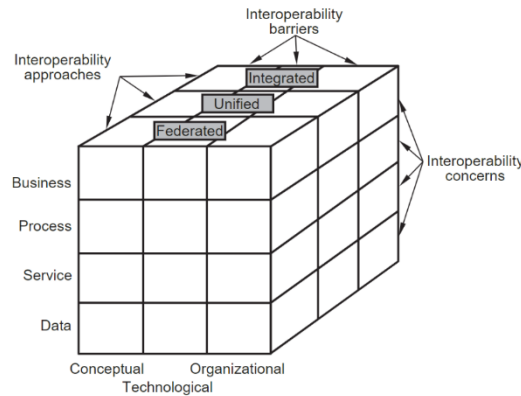 Interoperability
barriers
Interoperability
approaches
Integrated
Unified
Federated
Interoperability
concerns
Business
Process
Service
Data
Conceptual
Organizational
Technological